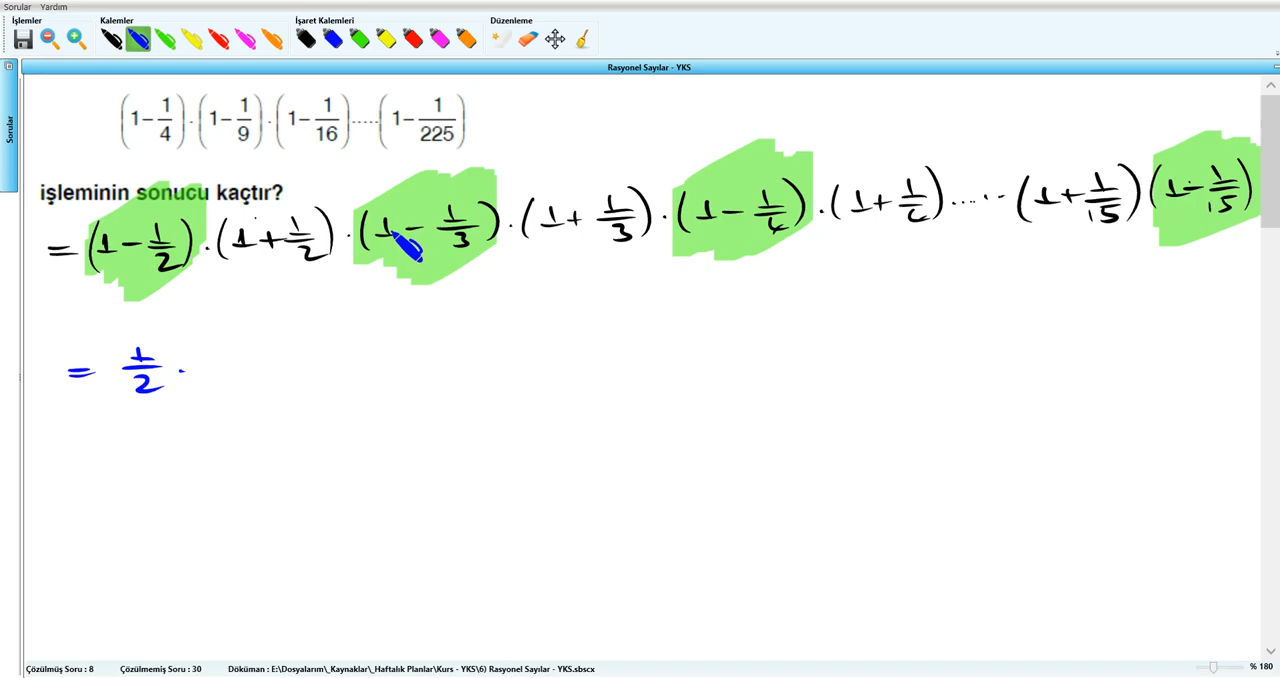 Sorular Yardım
İşlemler Kalemler İşaret Kalemleri Düzenleme
Rasyonel Sayılar - YKS
Sorular
(1-1/4).(1-1/9).(1-1/16).....(1-1/225)
işleminin sonucu kaçtır?
= (1-1/2).(1+1/2).(1-1/3).(1+1/3).(1-1/4).(1+1/4).....(1+1/15)(1-1/15)
= 1/2 .
Çözülmüş Soru : 8 Çözülmemiş Soru : 30 Döküman : E:\Dosyalarım\_Kaynaklar\_Haftalık Planlar\Kurs - YKS\6) Rasyonel Sayılar - YKS.sbscx % 180